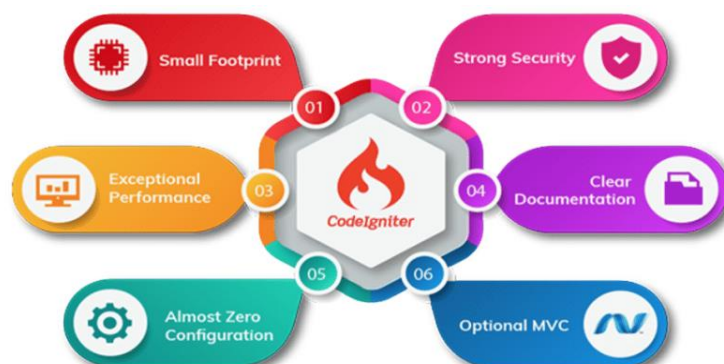 Small Footprint
01
Strong Security
02
Exceptional
Performance
03
Clear
Documentation
04
CodeIgniter
Almost Zero
Configuration
05
Optional MVC
06